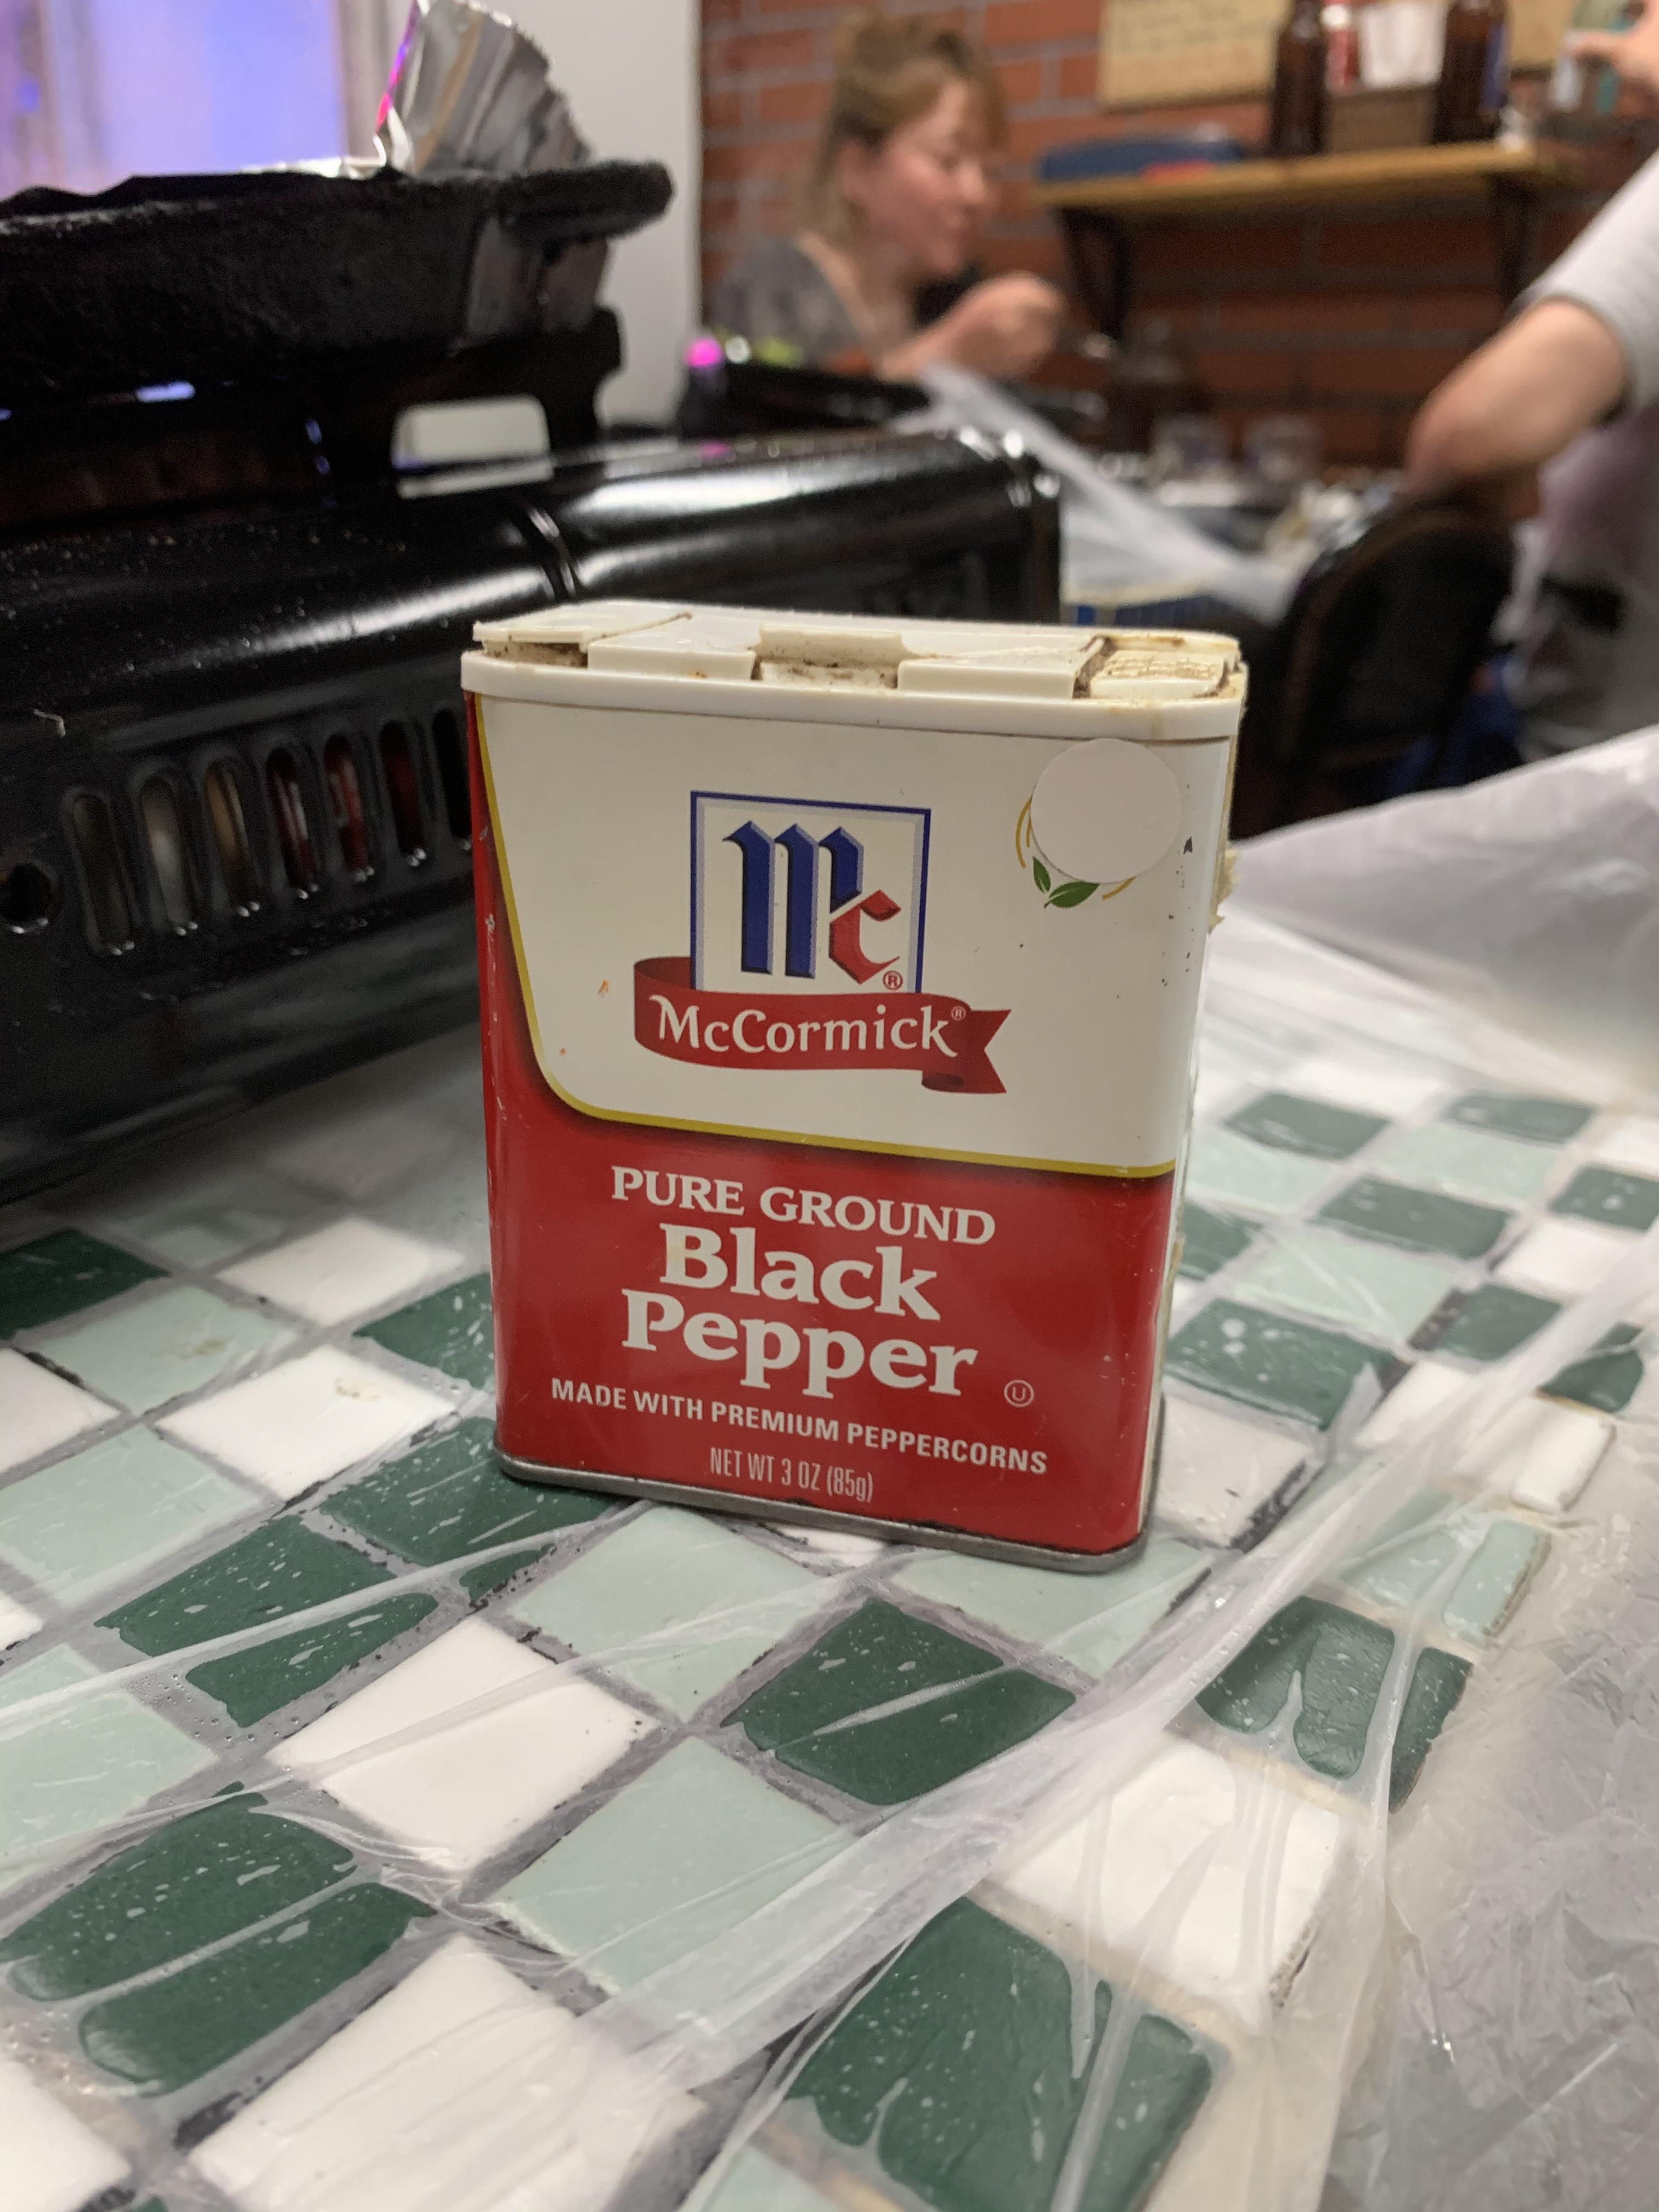 Mc®
McCormick®
PURE GROUND
Black
Pepper Ⓤ
MADE WITH PREMIUM PEPPERCORNS
NET WT 3 OZ (85g)